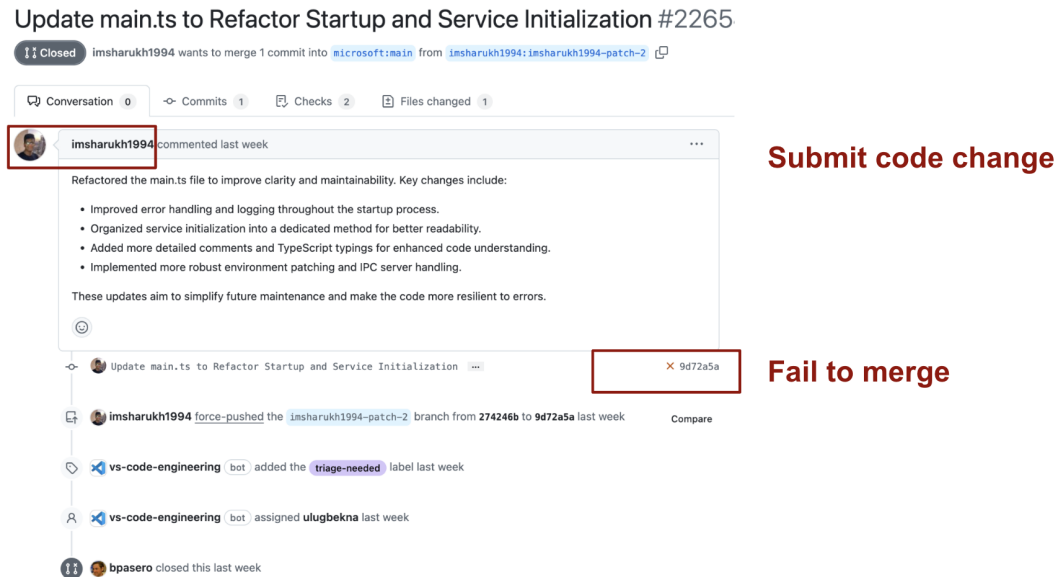 Update main.ts to Refactor Startup and Service Initialization #2265
Closed imsharukh1994 wants to merge 1 commit into microsoft:main from imsharukh1994:imsharukh1994-patch-2
Conversation 0 Commits 1 Checks 2 Files changed 1
imsharukh1994 commented last week ...
Submit code change
Refactored the main.ts file to improve clarity and maintainability. Key changes include:
• Improved error handling and logging throughout the startup process.
• Organized service initialization into a dedicated method for better readability.
• Added more detailed comments and TypeScript typings for enhanced code understanding.
• Implemented more robust environment patching and IPC server handling.
These updates aim to simplify future maintenance and make the code more resilient to errors.
Update main.ts to Refactor Startup and Service Initialization ... 9d72a5a
Fail to merge
imsharukh1994 force-pushed the imsharukh1994-patch-2 branch from 274246b to 9d72a5a last week Compare
vs-code-engineering bot added the triage-needed label last week
vs-code-engineering bot assigned ulugbekna last week
bpasero closed this last week